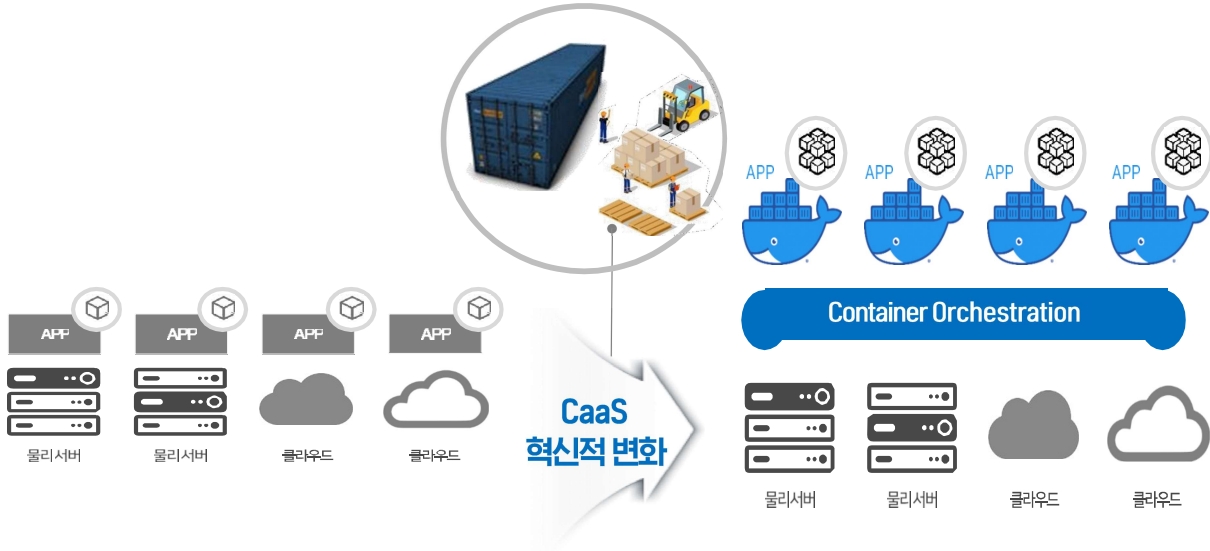 APP APP APP APP
물리서버 물리서버 클라우드 클라우드
CaaS
혁신적 변화
APP APP APP APP
Container Orchestration
물리서버 물리서버 클라우드 클라우드